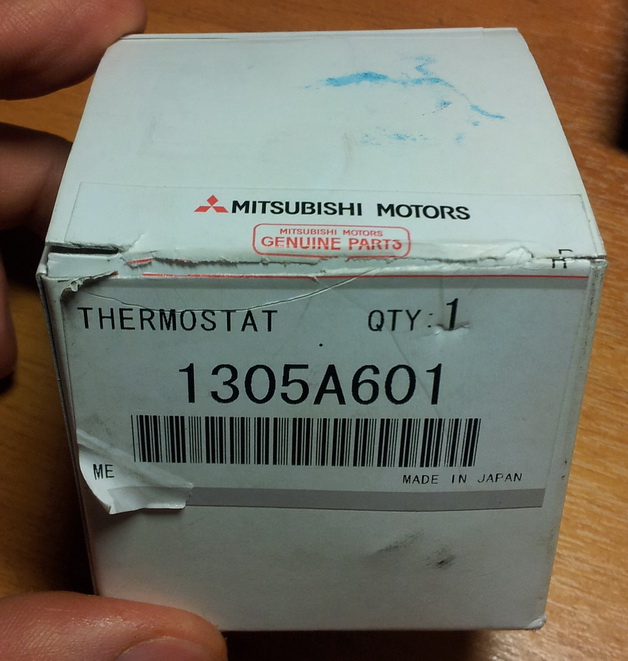 MITSUBISHI MOTORS
MITSUBISHI MOTORS
GENUINE PARTS
THERMOSTAT QTY: 1
1305A601
ME MADE IN JAPAN